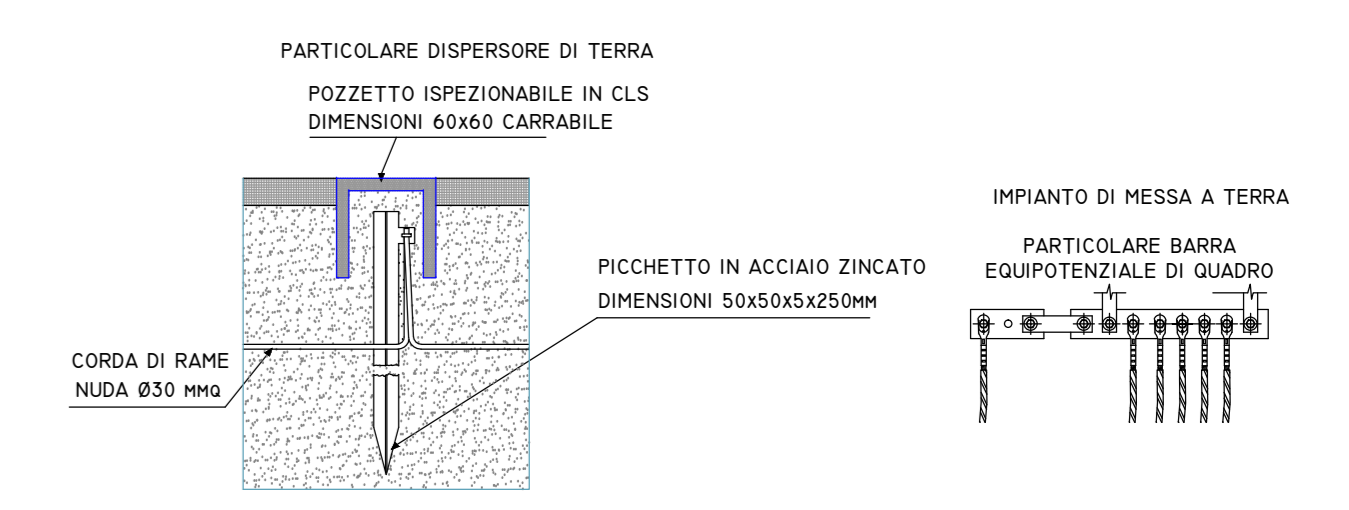 PARTICOLARE DISPERSORE DI TERRA
POZZETTO ISPEZIONABILE IN CLS
DIMENSIONI 60x60 CARRABILE
PICCHETTO IN ACCIAIO ZINCATO
DIMENSIONI 50x50x5x250MM
CORDA DI RAME
NUDA Ø30 MMQ
IMPIANTO DI MESSA A TERRA
PARTICOLARE BARRA
EQUIPOTENZIALE DI QUADRO